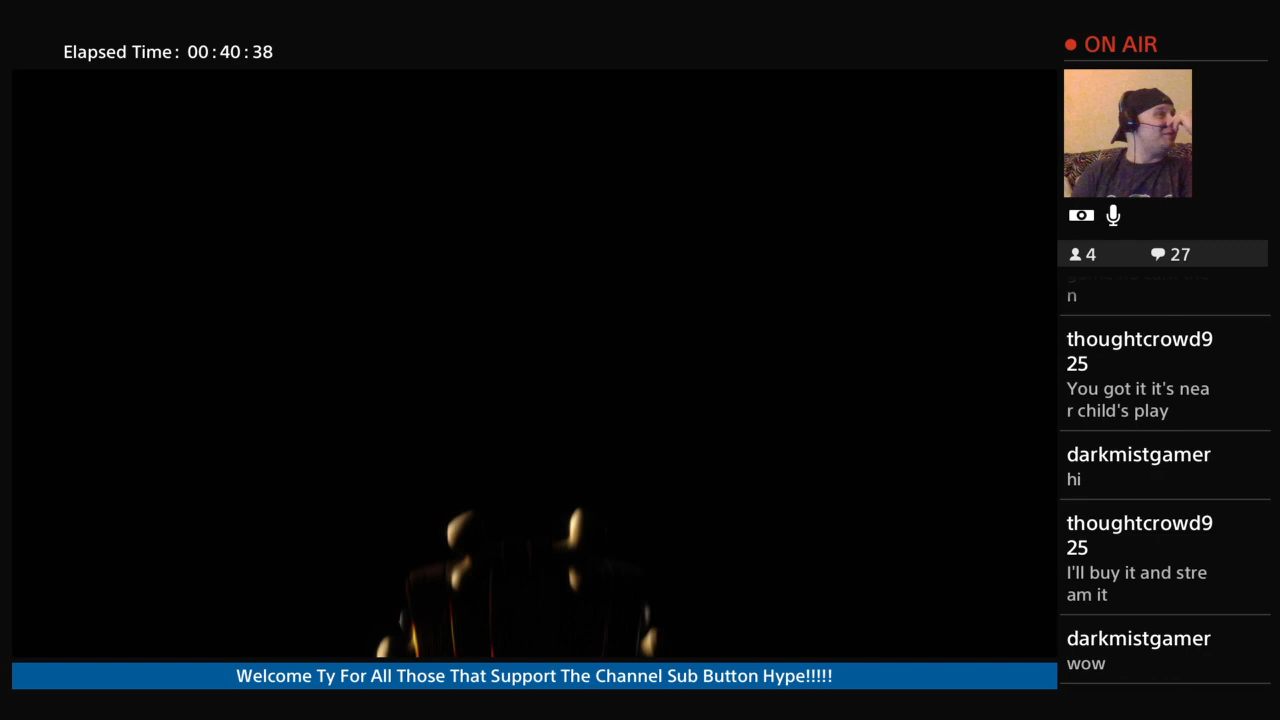 Elapsed Time: 00:40:38
ON AIR
4
27
n
thoughtcrowd9
25
You got it it's nea
r child's play
darkmistgamer
hi
thoughtcrowd9
25
I'll buy it and stre
am it
darkmistgamer
wow
Welcome Ty For All Those That Support The Channel Sub Button Hype!!!!!